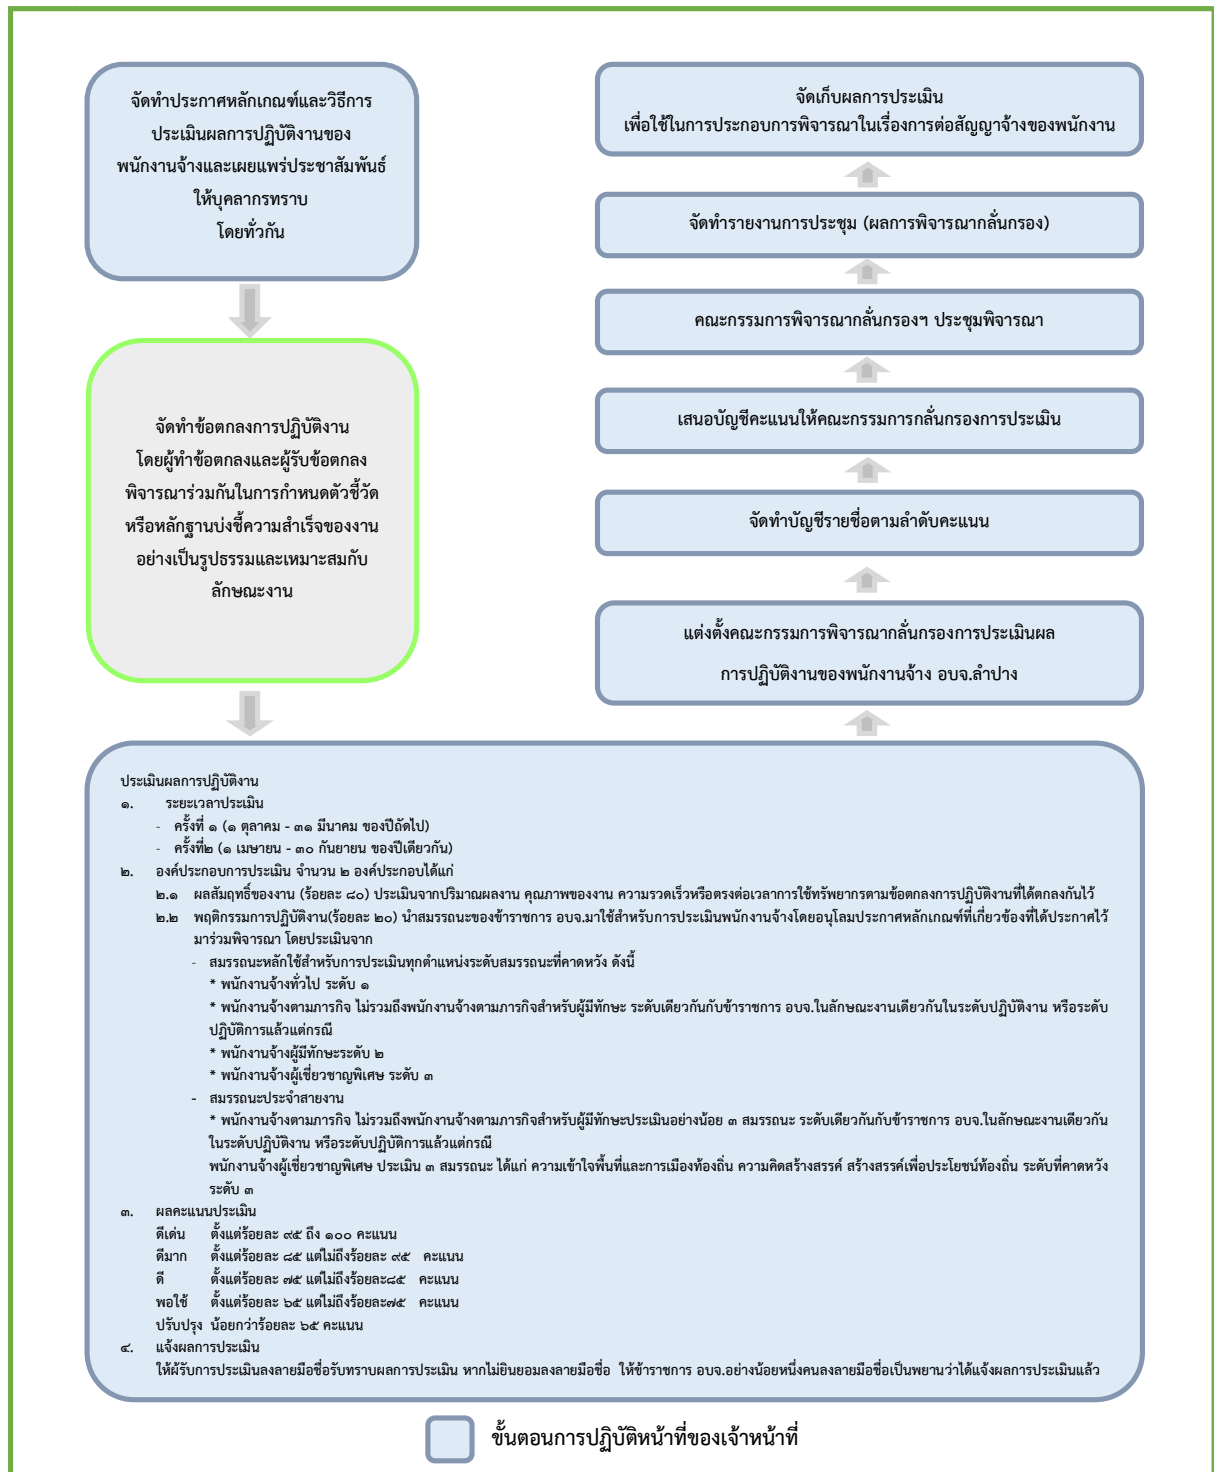 จัดทำประกาศหลักเกณฑ์และวิธีการ
ประเมินผลการปฏิบัติงานของ
พนักงานจ้างและเผยแพร่ประชาสัมพันธ์
ให้บุคลากรทราบ
โดยทั่วกัน
จัดทำข้อตกลงการปฏิบัติงาน
โดยผู้ทำข้อตกลงและผู้รับข้อตกลง
พิจารณาร่วมกันในการกำหนดตัวชี้วัด
หรือหลักฐานบ่งชี้ความสำเร็จของงาน
อย่างเป็นรูปธรรมและเหมาะสมกับ
ลักษณะงาน
ประเมินผลการปฏิบัติงาน
๑. ระยะเวลาประเมิน
- ครั้งที่ ๑ (๑ ตุลาคม - ๓๑ มีนาคม ของปีถัดไป)
- ครั้งที่๒ (๑ เมษายน - ๓๐ กันยายน ของปีเดียวกัน)
๒. องค์ประกอบการประเมิน จำนวน ๒ องค์ประกอบได้แก่
๒.๑ ผลสัมฤทธิ์ของงาน (ร้อยละ ๘๐) ประเมินจากปริมาณผลงาน คุณภาพของงาน ความรวดเร็วหรือตรงต่อเวลาการใช้ทรัพยากรตามข้อตกลงการปฏิบัติงานที่ได้ตกลงกันไว้
๒.๒ พฤติกรรมการปฏิบัติงาน(ร้อยละ ๒๐) นำสมรรถนะของข้าราชการ อบจ.มาใช้สำหรับการประเมินพนักงานจ้างโดยอนุโลมประกาศหลักเกณฑ์ที่เกี่ยวข้องที่ได้ประกาศไว้
มาร่วมพิจารณา โดยประเมินจาก
- สมรรถนะหลักใช้สำหรับการประเมินทุกตำแหน่งระดับสมรรถนะที่คาดหวัง ดังนี้
* พนักงานจ้างทั่วไป ระดับ ๑
* พนักงานจ้างตามภารกิจ ไม่รวมถึงพนักงานจ้างตามภารกิจสำหรับผู้มีทักษะ ระดับเดียวกันกับข้าราชการ อบจ.ในลักษณะงานเดียวกันในระดับปฏิบัติงาน หรือระดับ
ปฏิบัติการแล้วแต่กรณี
* พนักงานจ้างผู้มีทักษะระดับ ๒
* พนักงานจ้างผู้เชี่ยวชาญพิเศษ ระดับ ๓
- สมรรถนะประจำสายงาน
* พนักงานจ้างตามภารกิจ ไม่รวมถึงพนักงานจ้างตามภารกิจสำหรับผู้มีทักษะประเมินอย่างน้อย ๓ สมรรถนะ ระดับเดียวกันกับข้าราชการ อบจ.ในลักษณะงานเดียวกัน
ในระดับปฏิบัติงาน หรือระดับปฏิบัติการแล้วแต่กรณี
พนักงานจ้างผู้เชี่ยวชาญพิเศษ ประเมิน ๓ สมรรถนะ ได้แก่ ความเข้าใจพื้นที่และการเมืองท้องถิ่น ความคิดสร้างสรรค์ สร้างสรรค์เพื่อประโยชน์ท้องถิ่น ระดับที่คาดหวัง
ระดับ ๓
๓. ผลคะแนนประเมิน
ดีเด่น ตั้งแต่ร้อยละ ๙๕ ถึง ๑๐๐ คะแนน
ดีมาก ตั้งแต่ร้อยละ ๘๕ แต่ไม่ถึงร้อยละ ๙๕ คะแนน
ดี ตั้งแต่ร้อยละ ๗๕ แต่ไม่ถึงร้อยละ๘๕ คะแนน
พอใช้ ตั้งแต่ร้อยละ ๖๕ แต่ไม่ถึงร้อยละ๗๕ คะแนน
ปรับปรุง น้อยกว่าร้อยละ ๖๕ คะแนน
๔. แจ้งผลการประเมิน
ให้ผู้รับการประเมินลงลายมือชื่อรับทราบผลการประเมิน หากไม่ยินยอมลงลายมือชื่อ ให้ข้าราชการ อบจ.อย่างน้อยหนึ่งคนลงลายมือชื่อเป็นพยานว่าได้แจ้งผลการประเมินแล้ว
แต่งตั้งคณะกรรมการพิจารณากลั่นกรองการประเมินผล
การปฏิบัติงานของพนักงานจ้าง อบจ.ลำปาง
จัดทำบัญชีรายชื่อตามลำดับคะแนน
เสนอบัญชีคะแนนให้คณะกรรมการกลั่นกรองการประเมิน
คณะกรรมการพิจารณากลั่นกรองฯ ประชุมพิจารณา
จัดทำรายงานการประชุม (ผลการพิจารณากลั่นกรอง)
จัดเก็บผลการประเมิน
เพื่อใช้ในการประกอบการพิจารณาในเรื่องการต่อสัญญาจ้างของพนักงาน
ขั้นตอนการปฏิบัติหน้าที่ของเจ้าหน้าที่